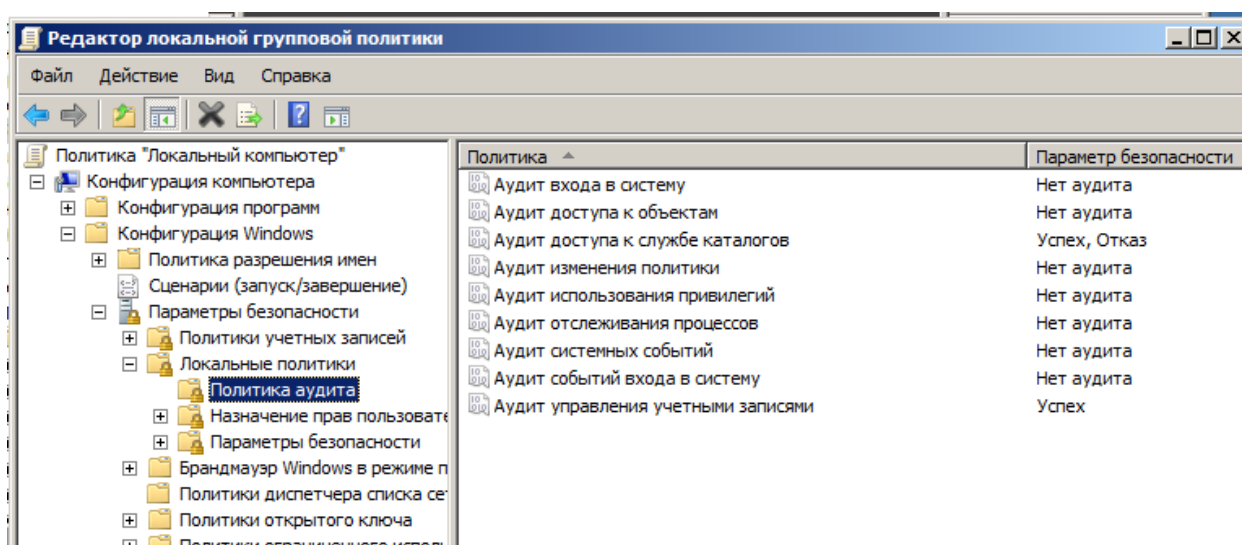 Редактор локальной групповой политики
Файл Действие Вид Справка
Политика "Локальный компьютер"
Конфигурация компьютера
Конфигурация программ
Конфигурация Windows
Политика разрешения имен
Сценарии (запуск/завершение)
Параметры безопасности
Политики учетных записей
Локальные политики
Политика аудита
Назначение прав пользовате
Параметры безопасности
Брандмауэр Windows в режиме п
Политики диспетчера списка се
Политики открытого ключа
Политики ограниченного
Политика Параметр безопасности
Аудит входа в систему Нет аудита
Аудит доступа к объектам Нет аудита
Аудит доступа к службе каталогов Успех, Отказ
Аудит изменения политики Нет аудита
Аудит использования привилегий Нет аудита
Аудит отслеживания процессов Нет аудита
Аудит системных событий Нет аудита
Аудит событий входа в систему Нет аудита
Аудит управления учетными записями Успех